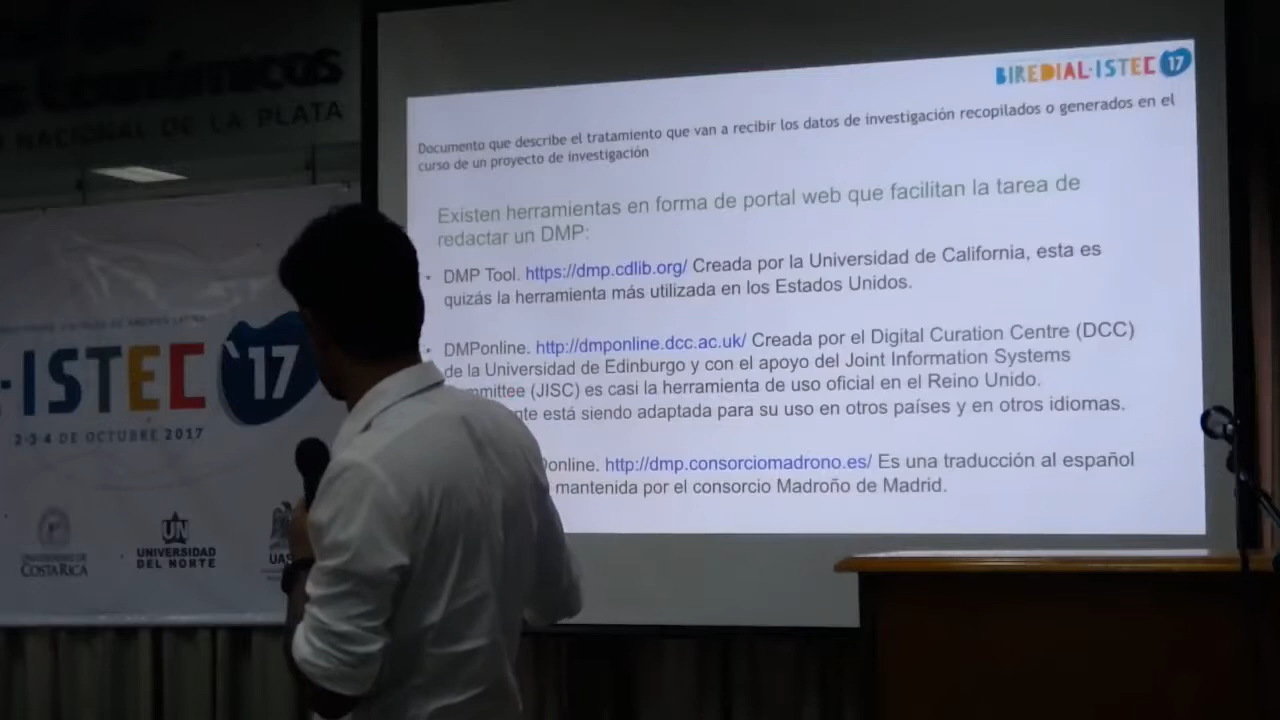 Económicas
NACIONAL DE LA PLATA
BIREDIAL-ISTEC 17
Documento que describe el tratamiento que van a recibir los datos de investigación recopilados o generados en el
curso de un proyecto de investigación
Existen herramientas en forma de portal web que facilitan la tarea de
redactar un DMP:
• DMP Tool. https://dmp.cdlib.org/ Creada por la Universidad de California, esta es
quizás la herramienta más utilizada en los Estados Unidos.
• DMPonline. http://dmponline.dcc.ac.uk/ Creada por el Digital Curation Centre (DCC)
de la Universidad de Edinburgo y con el apoyo del Joint Information Systems
mmittee (JISC) es casi la herramienta de uso oficial en el Reino Unido.
nte está siendo adaptada para su uso en otros países y en otros idiomas.
online. http://dmp.consorciomadrono.es/ Es una traducción al español
mantenida por el consorcio Madroño de Madrid.
-ISTEC '17
2-3-4 DE OCTUBRE 2017
UNIVERSIDAD DE
COSTA RICA
UN
UNIVERSIDAD
DEL NORTE
UAS